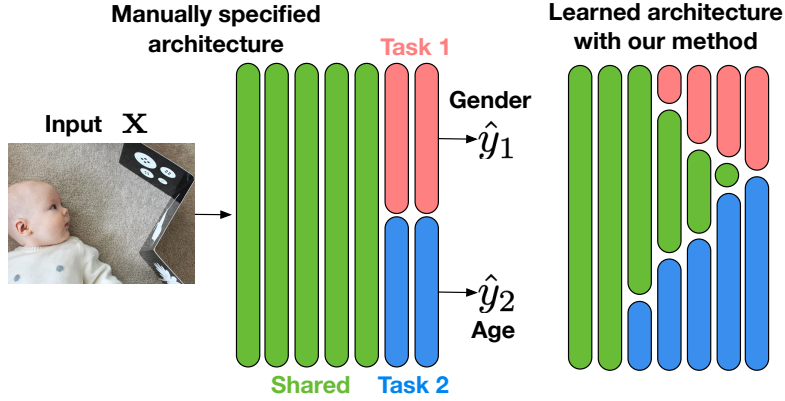 Manually specified
architecture
Task 1
Learned architecture
with our method
Input x
Gender
ŷ₁
ŷ₂
Age
Shared
Task 2